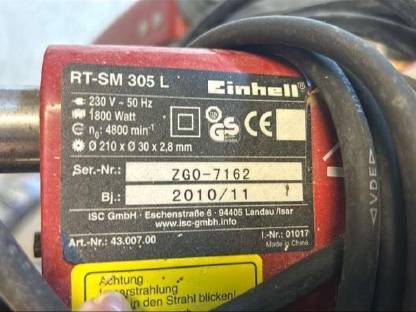 RT-SM 305 L
Einhell®
230 V ~ 50 Hz
1800 Watt
n₀: 4800 min⁻¹
Ø 210 x Ø 30 x 2,8 mm
GS CE
Ser.-Nr.: ZGO-7162
Bj.: 2010/11
ISC GmbH · Eschenstraße 6 · 94405 Landau /Isar
www.isc-gmbh.info
Art.-Nr.: 43.007.00
I.-Nr.: 01017
Made in China
Achtung
in den Strahl blicken!
VDE